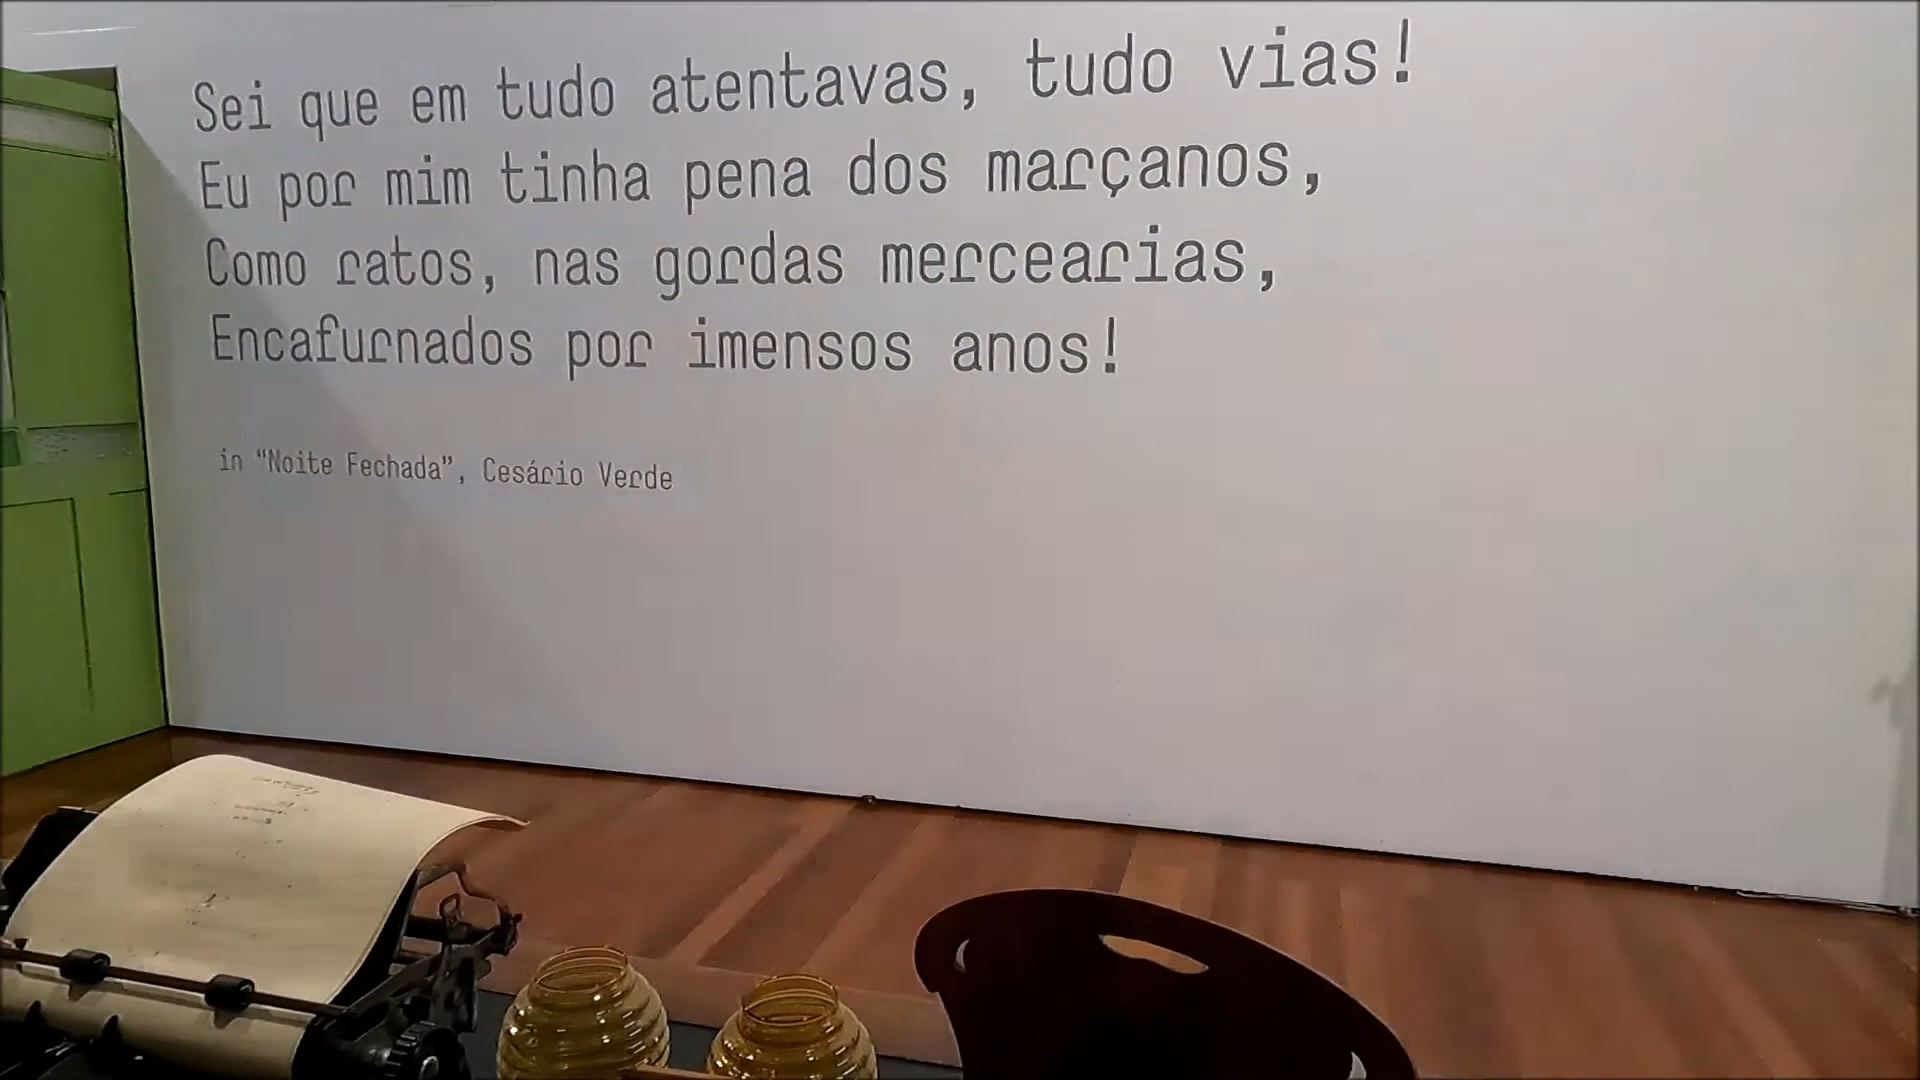 Sei que em tudo atentavas, tudo vias!
Eu por mim tinha pena dos marçanos,
Como ratos, nas gordas mercearias,
Encafurnados por imensos anos!
in “Noite Fechada”, Cesário Verde